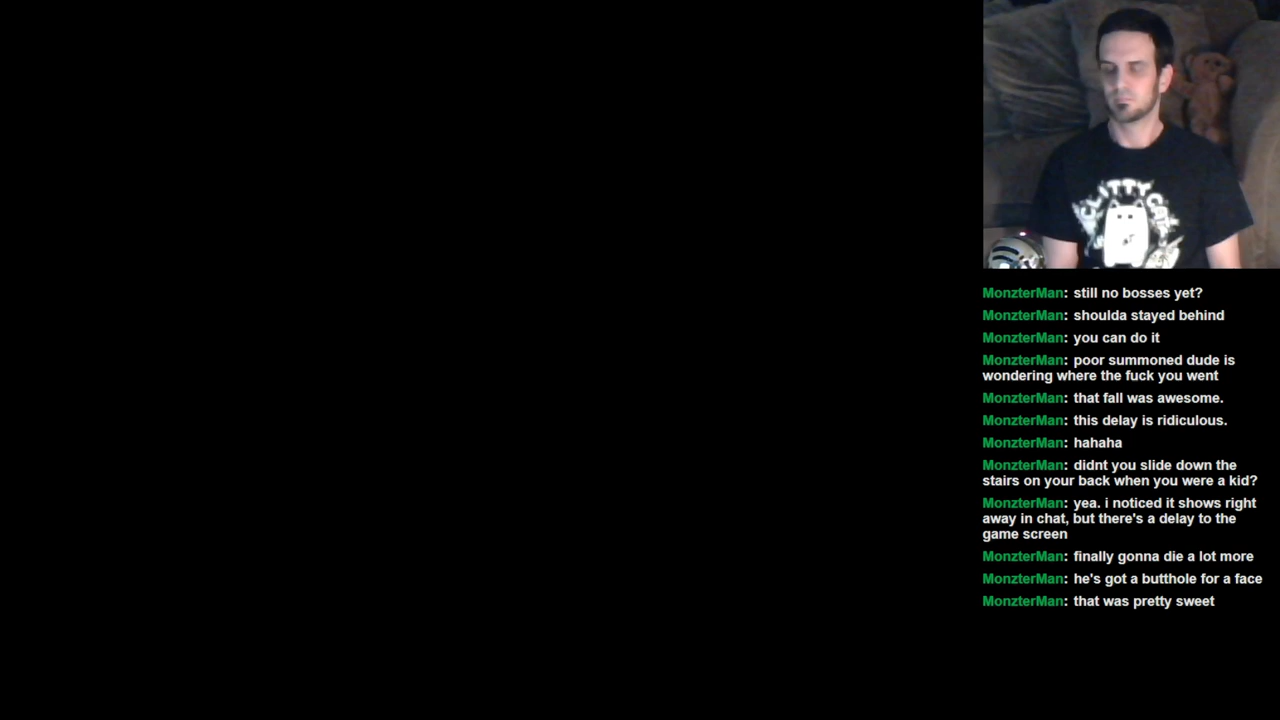 CLITTY CAT
MonzterMan: still no bosses yet?
MonzterMan: shoulda stayed behind
MonzterMan: you can do it
MonzterMan: poor summoned dude is
wondering where the fuck you went
MonzterMan: that fall was awesome.
MonzterMan: this delay is ridiculous.
MonzterMan: hahaha
MonzterMan: didnt you slide down the
stairs on your back when you were a kid?
MonzterMan: yea. i noticed it shows right
away in chat, but there's a delay to the
game screen
MonzterMan: finally gonna die a lot more
MonzterMan: he's got a butthole for a face
MonzterMan: that was pretty sweet